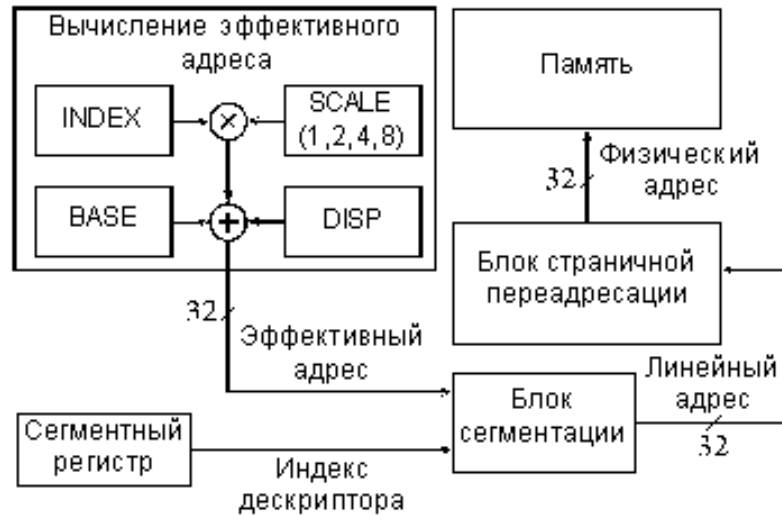 Вычисление эффективного
адреса
INDEX
SCALE
(1,2,4,8)
BASE
DISP
32
Эффективный
адрес
Сегментный
регистр
Индекс
дескриптора
Блок
сегментации
Линейный
адрес
32
Блок страничной
переадресации
32
Физический
адрес
Память